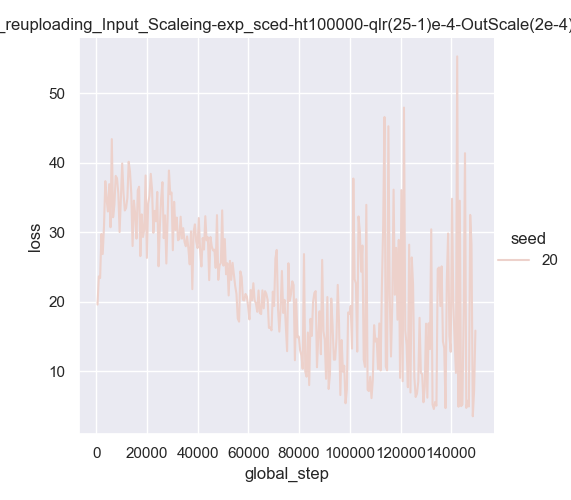 _reuploading_Input_Scaleing-exp_sced-ht100000-qlr(25-1)e-4-OutScale(2e-4)
50
40
30
20
10
loss
0 20000 40000 60000 80000 100000 120000 140000
global_step
seed
20